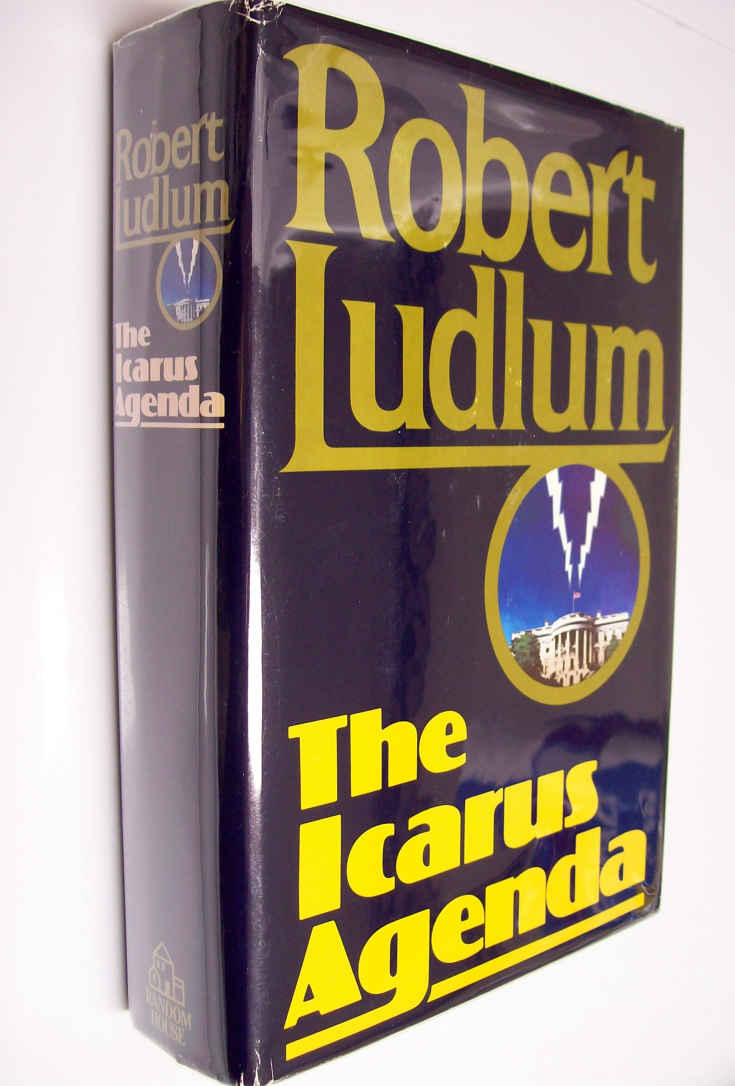 Robert
Ludlum
The
Icarus
Agenda
RANDOM
HOUSE
Robert
Ludlum
The
Icarus
Agenda